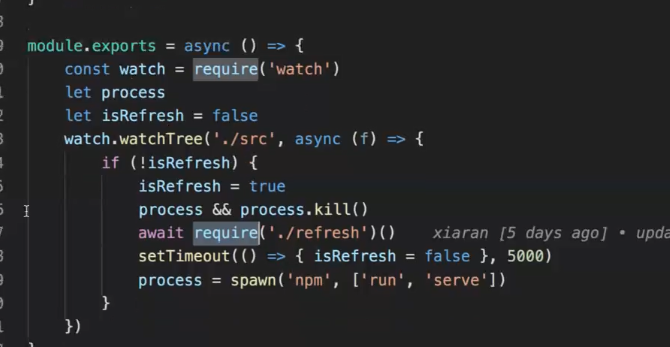 module.exports = async () => {
const watch = require('watch')
let process
let isRefresh = false
watch.watchTree('./src', async (f) => {
if (!isRefresh) {
isRefresh = true
process && process.kill()
await require('./refresh')() xiaran [5 days ago] • upda
setTimeout(() => { isRefresh = false }, 5000)
process = spawn('npm', ['run', 'serve'])
}
})